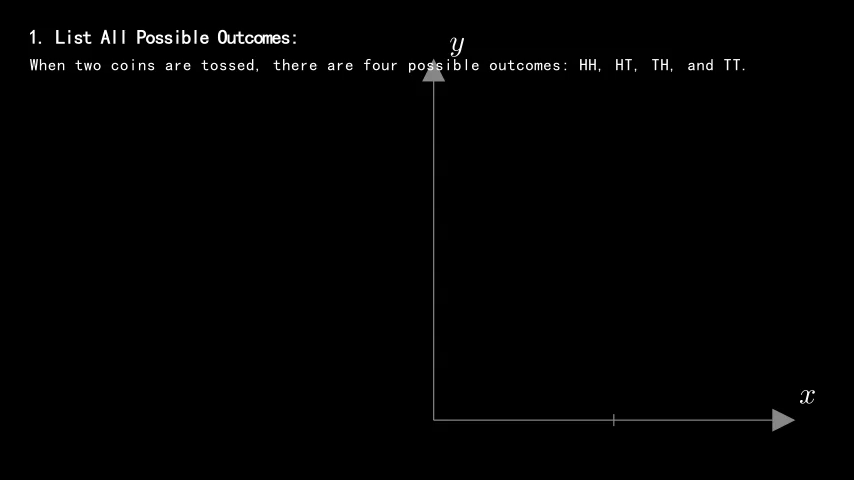 1. List All Possible Outcomes:
y
When two coins are tossed, there are four possible outcomes: HH, HT, TH, and TT.
x